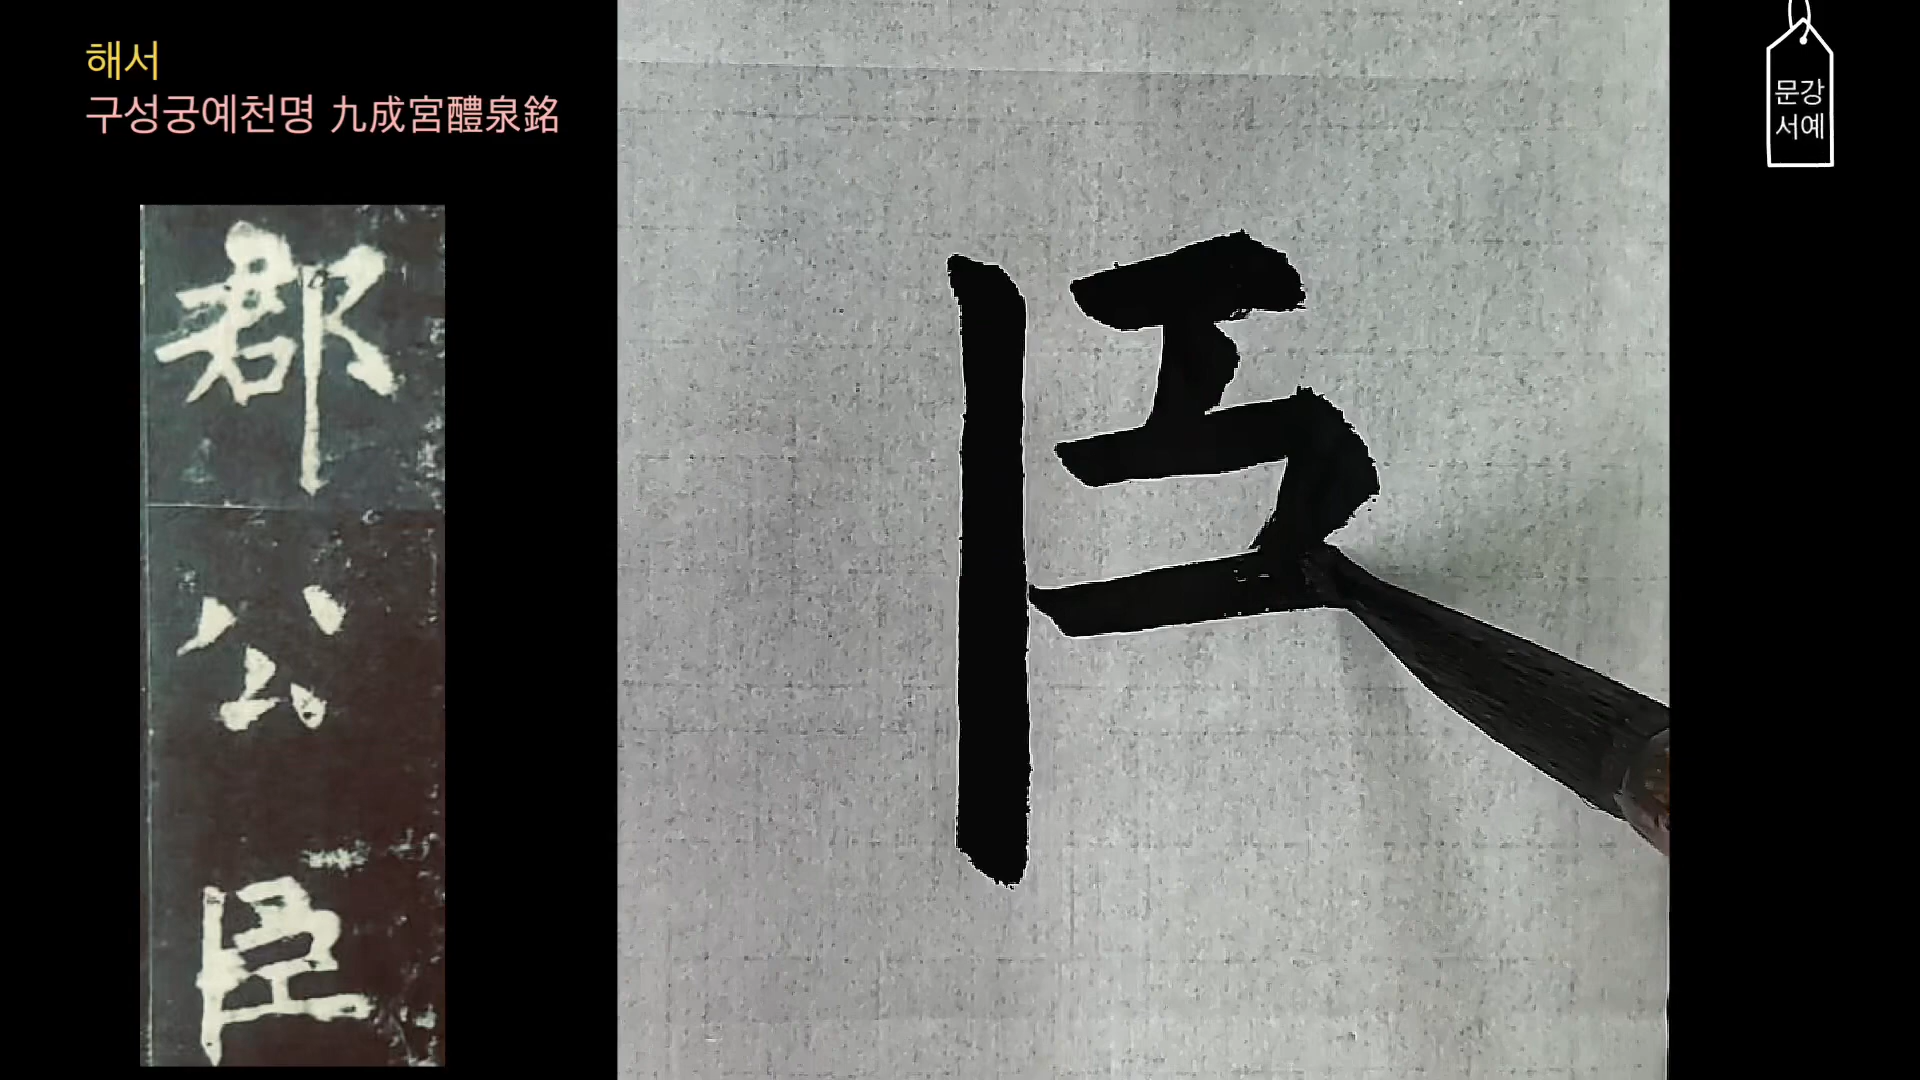 해서
구성궁예천명 九成宮醴泉銘
문강
서예
郡
公
臣